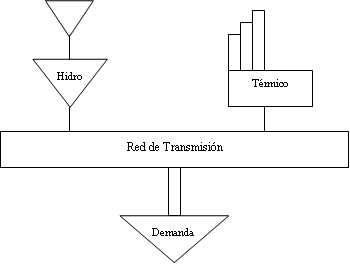 Hidro
Térmico
Red de Transmisión
Demanda